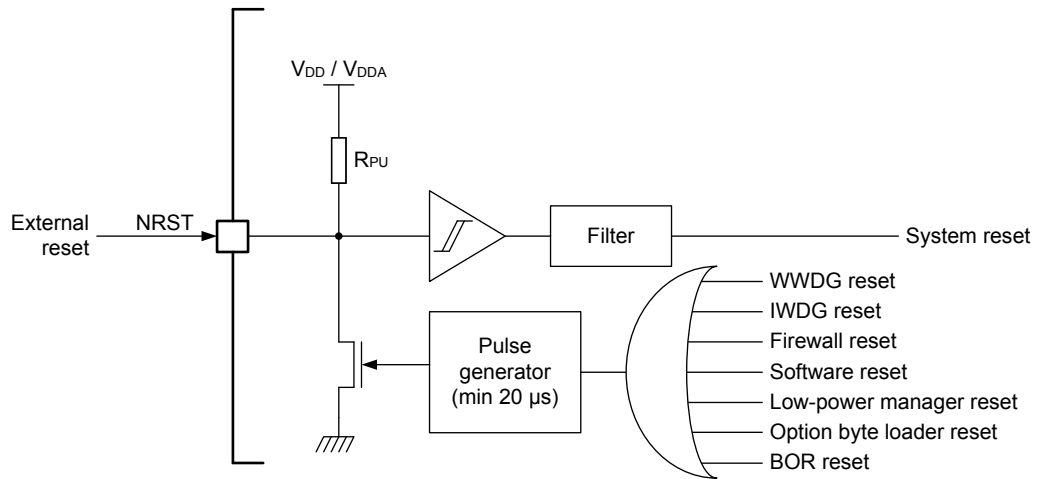 VDD / VDDA
RPU
External
reset
NRST
Filter
System reset
WWDG reset
IWDG reset
Firewall reset
Software reset
Low-power manager reset
Option byte loader reset
BOR reset
Pulse
generator
(min 20 µs)